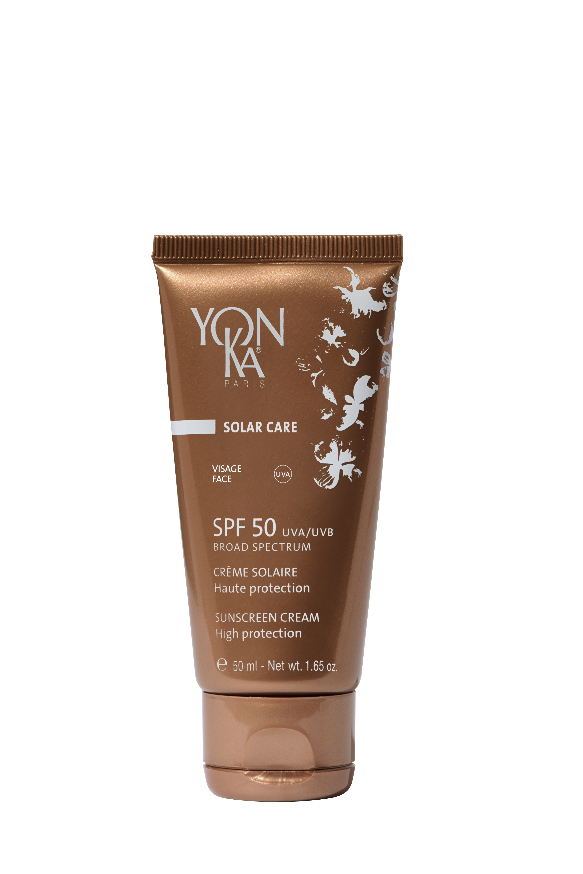 YON
KA®
PARIS
SOLAR CARE
VISAGE
FACE
UVA
SPF 50 UVA/UVB
BROAD SPECTRUM
CRÈME SOLAIRE
Haute protection
SUNSCREEN CREAM
High protection
℮ 50 ml - Net wt. 1.65 oz.